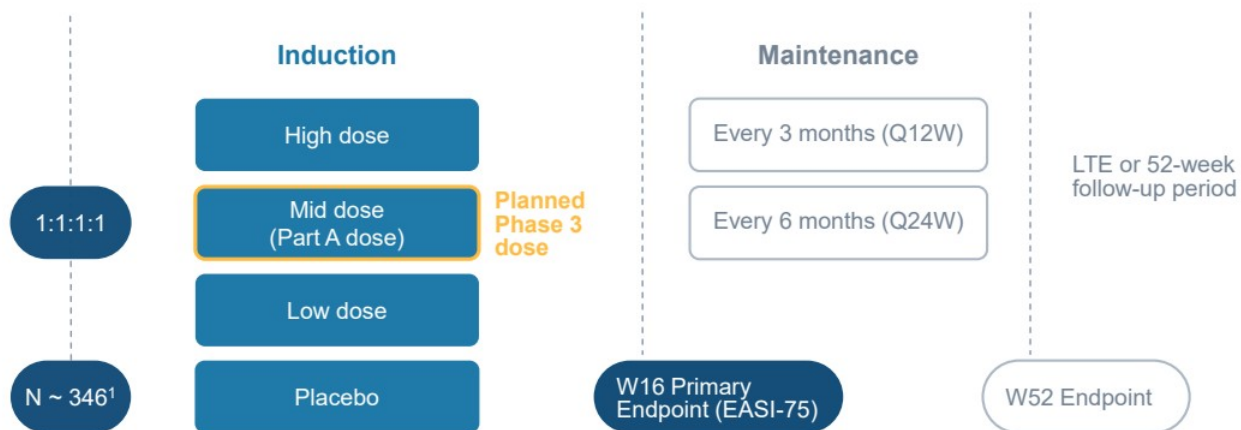 Induction
Maintenance
High dose
Every 3 months (Q12W)
LTE or 52-week
follow-up period
1:1:1:1
Mid dose
(Part A dose)
Planned
Phase 3
dose
Every 6 months (Q24W)
Low dose
N ~ 346¹
Placebo
W16 Primary
Endpoint (EASI-75)
W52 Endpoint